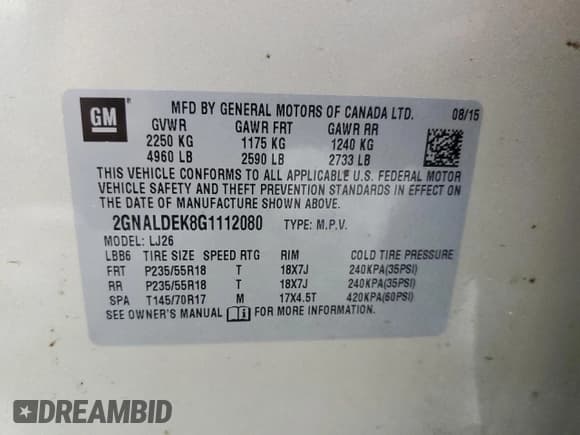 GM
MFD BY GENERAL MOTORS OF CANADA LTD. 08/15
GVWR GAWR FRT GAWR RR
2250 KG 1175 KG 1240 KG
4960 LB 2590 LB 2733 LB
THIS VEHICLE CONFORMS TO ALL APPLICABLE U.S. FEDERAL MOTOR
VEHICLE SAFETY AND THEFT PREVENTION STANDARDS IN EFFECT ON
THE DATE OF MANUFACTURE SHOWN ABOVE.
2GNALDEK8G1112080 TYPE: M.P.V.
MODEL: LJ26
LBB6 TIRE SIZE SPEED RTG RIM COLD TIRE PRESSURE
FRT P235/55R18 T 18X7J 240KPA(35PSI)
RR P235/55R18 T 18X7J 240KPA(35PSI)
SPA T145/70R17 M 17X4.5T 420KPA(60PSI)
SEE OWNER'S MANUAL FOR MORE INFORMATION.
DREAMBID